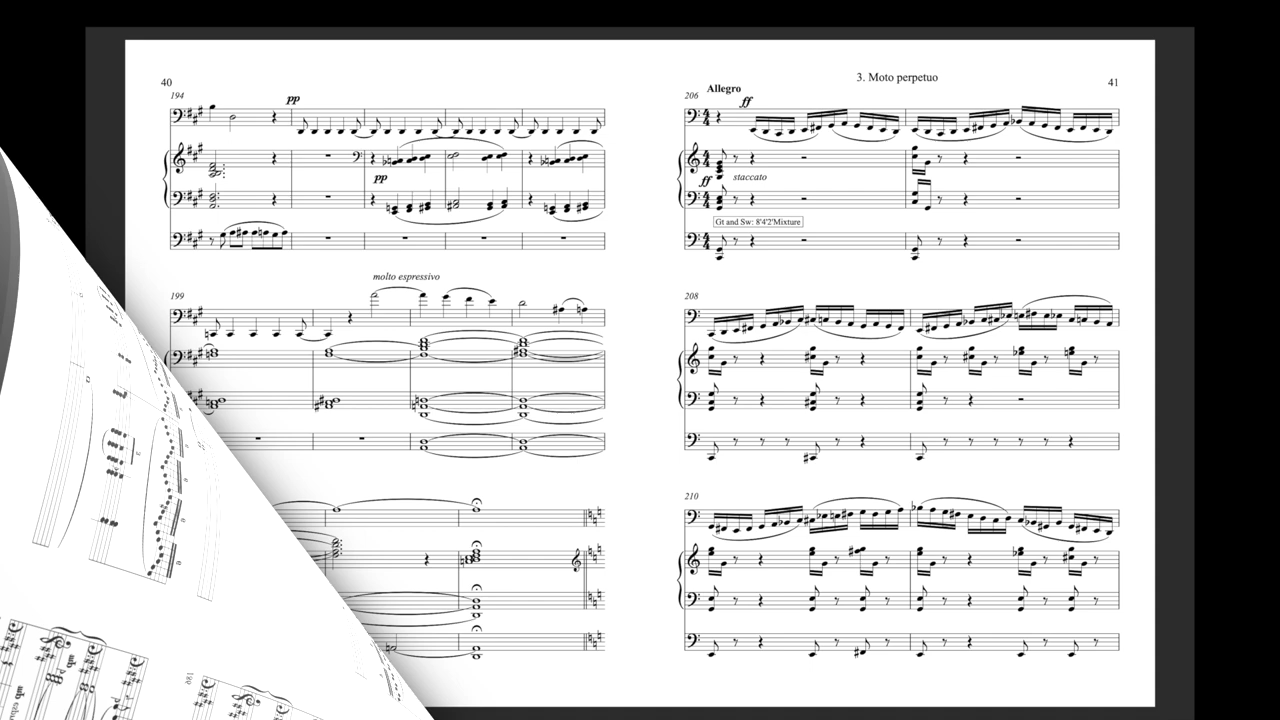 40
194
pp
pp
molto espressivo
199
3. Moto perpetuo
41
206
Allegro
ff
ff
staccato
Gt and Sw: 8'4'2'Mixture
208
210